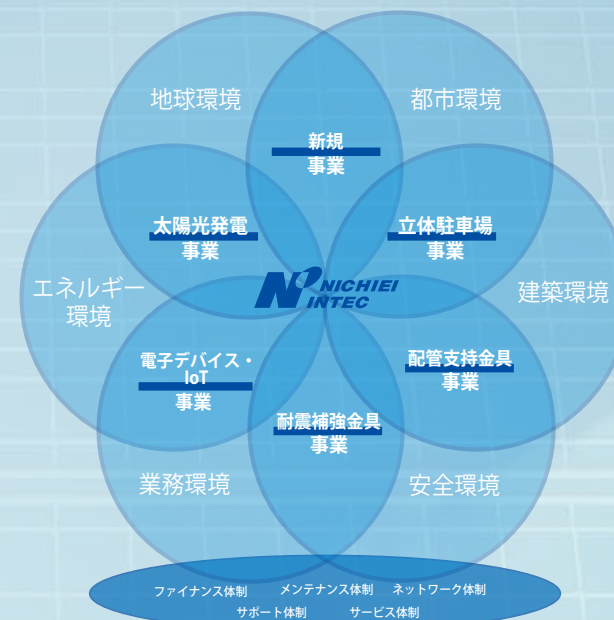 地球環境
都市環境
新規
事業
太陽光発電
事業
立体駐車場
事業
エネルギー
環境
NICHIEI
INTEC
建築環境
電子デバイス・
IoT
事業
配管支持金具
事業
耐震補強金具
事業
業務環境
安全環境
ファイナンス体制
メンテナンス体制
ネットワーク体制
サポート体制
サービス体制